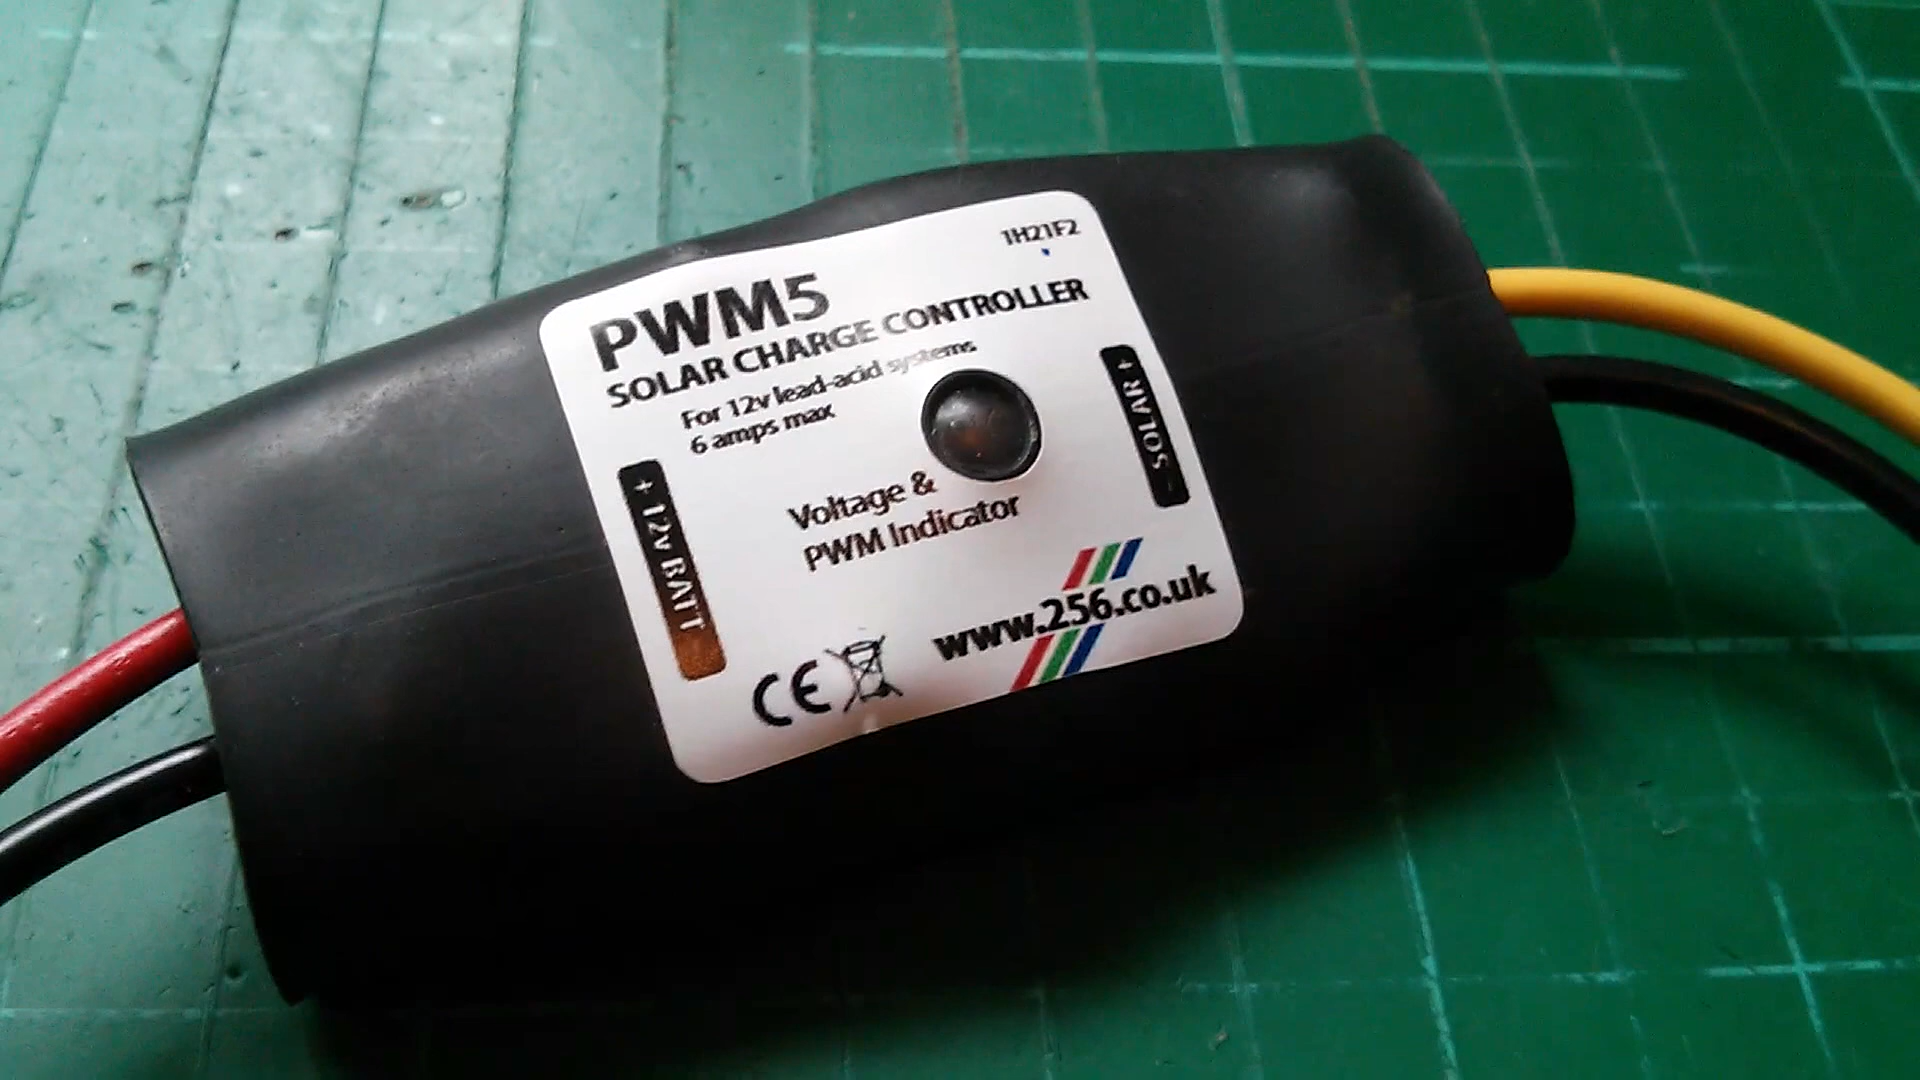 1H21F2
PWM5
SOLAR CHARGE CONTROLLER
For 12v lead-acid systems
6 amps max
+ 12v BATT
- SOLAR +
Voltage &
PWM Indicator
CE
www.256.co.uk